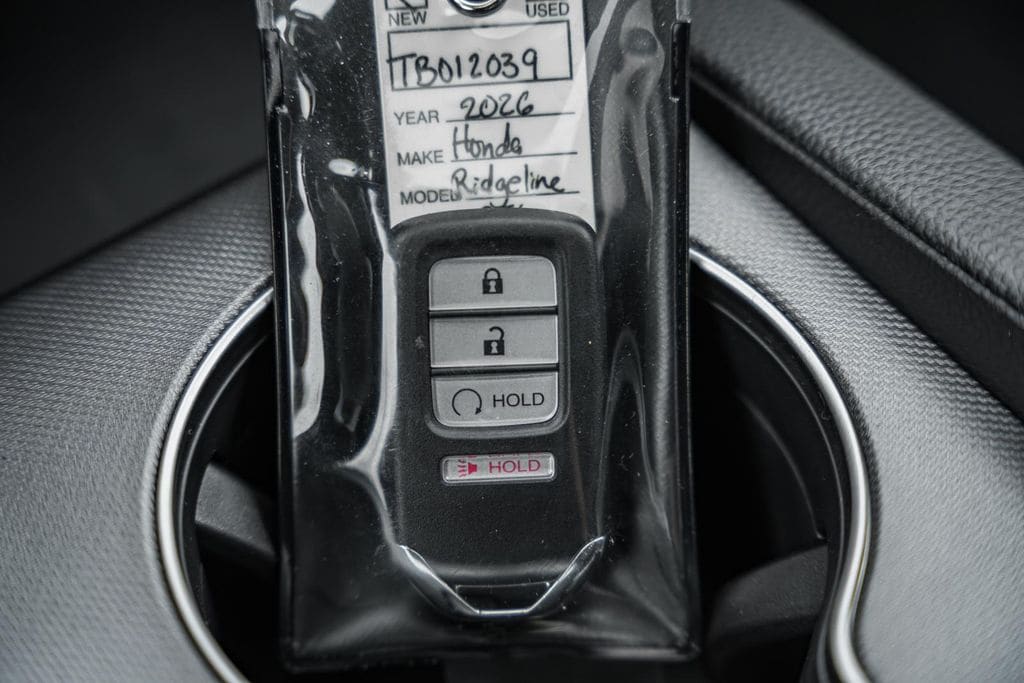 NEW USED
TB012039
YEAR 2026
MAKE Honda
MODEL Ridgeline
HOLD
HOLD